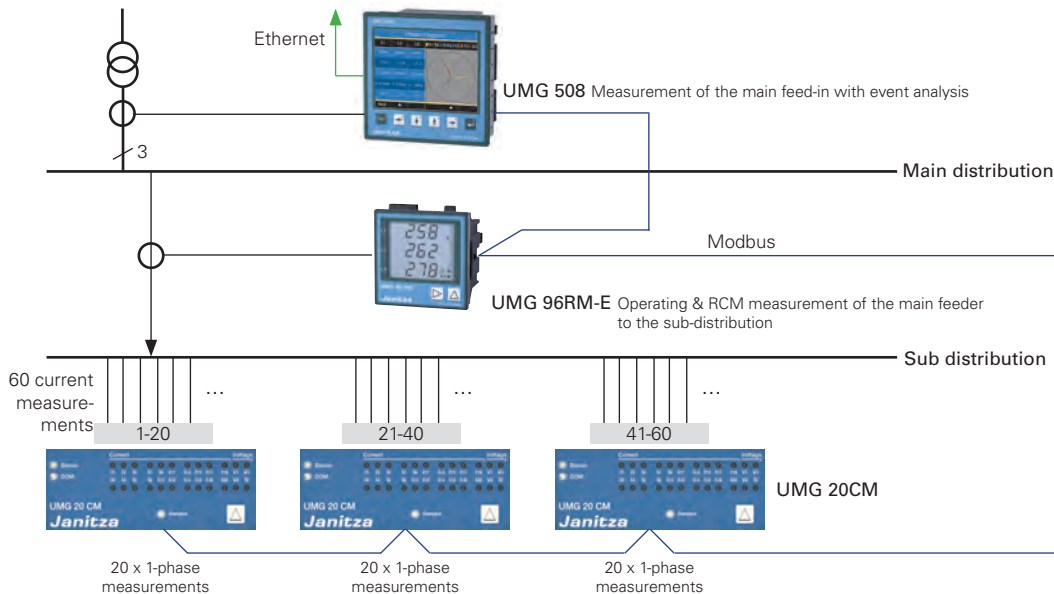 Ethernet
UMG 508 Measurement of the main feed-in with event analysis
3
Main distribution
258
262
278
Janitza
Modbus
UMG 96RM-E Operating & RCM measurement of the main feeder
to the sub-distribution
Sub distribution
60 current
measure-
ments
...
...
...
1-20
21-40
41-60
UMG 20 CM
Janitza
UMG 20 CM
Janitza
UMG 20 CM
Janitza
UMG 20CM
20 x 1-phase
measurements
20 x 1-phase
measurements
20 x 1-phase
measurements